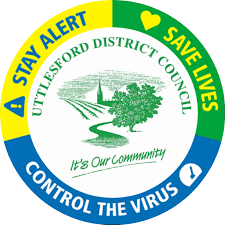 STAY ALERT
SAVE LIVES
UTTLESFORD DISTRICT COUNCIL
It's Our Community
CONTROL THE VIRUS